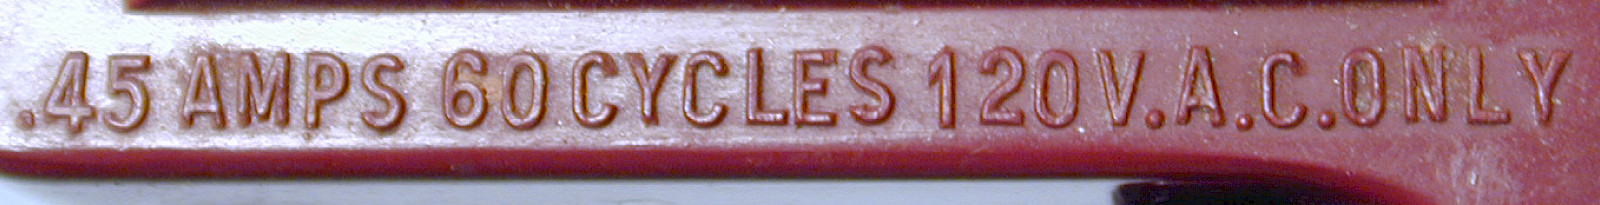 .45 AMPS 60 CYCLES 120 V.A.C. ONLY